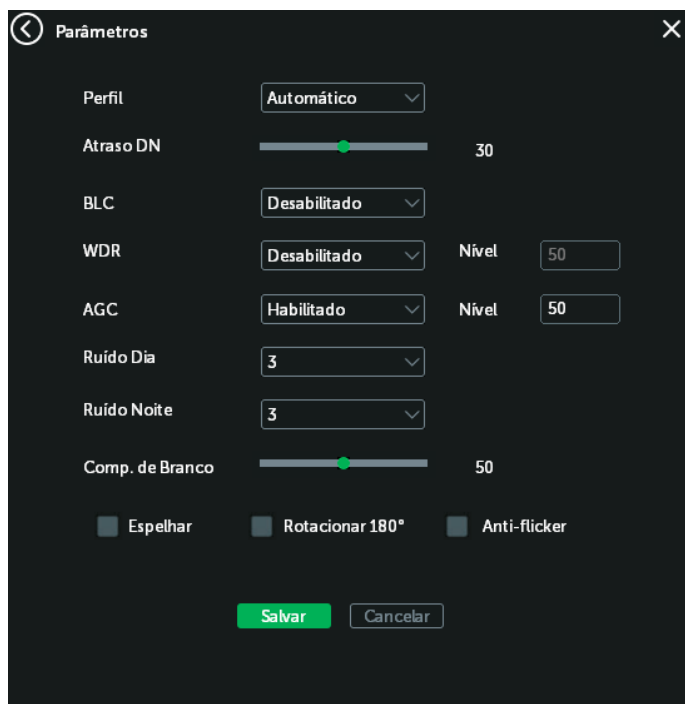 Parâmetros
Perfil Automático
Atraso DN 30
BLC Desabilitado
WDR Desabilitado Nível 50
AGC Habilitado Nível 50
Ruído Dia 3
Ruído Noite 3
Comp. de Branco 50
Espelhar Rotacionar 180° Anti-flicker
Salvar Cancelar